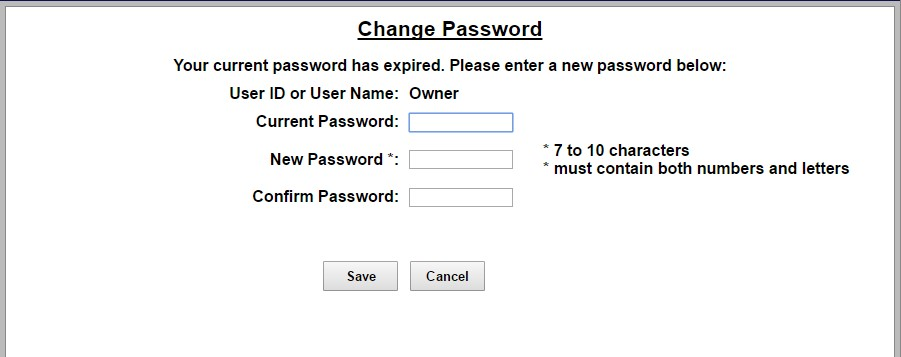 Change Password
Your current password has expired. Please enter a new password below:
User ID or User Name: Owner
Current Password:
New Password *:
* 7 to 10 characters
* must contain both numbers and letters
Confirm Password:
Save Cancel